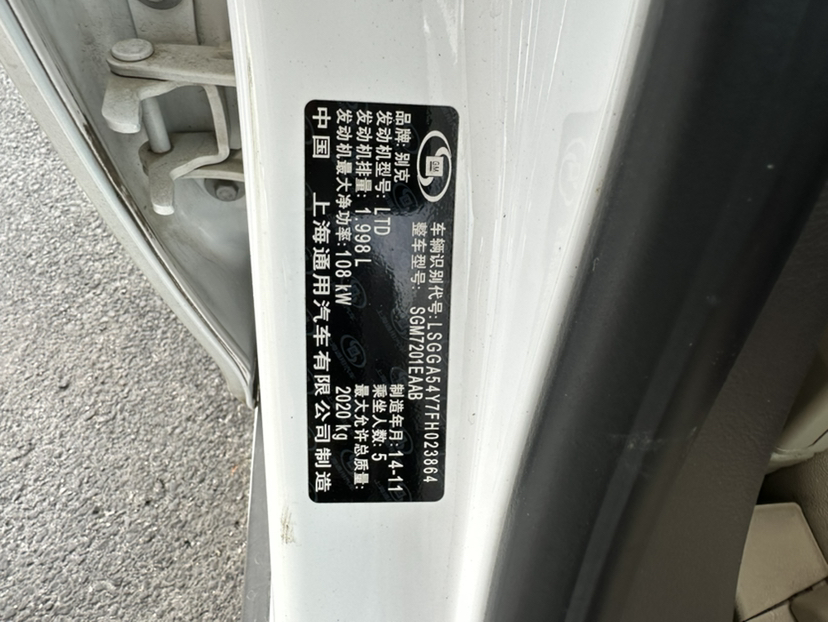 GM
车辆识别代号:LSGGA54Y7FH023864
整车型号: SGM7201EAAB
品牌:别克
制造年月:14-11
发动机型号: LTD
乘坐人数:5
发动机排量: 1.998L
最大允许总质量:
发动机最大净功率:108 kW
2020 kg
中国 上海通用汽车有限公司制造